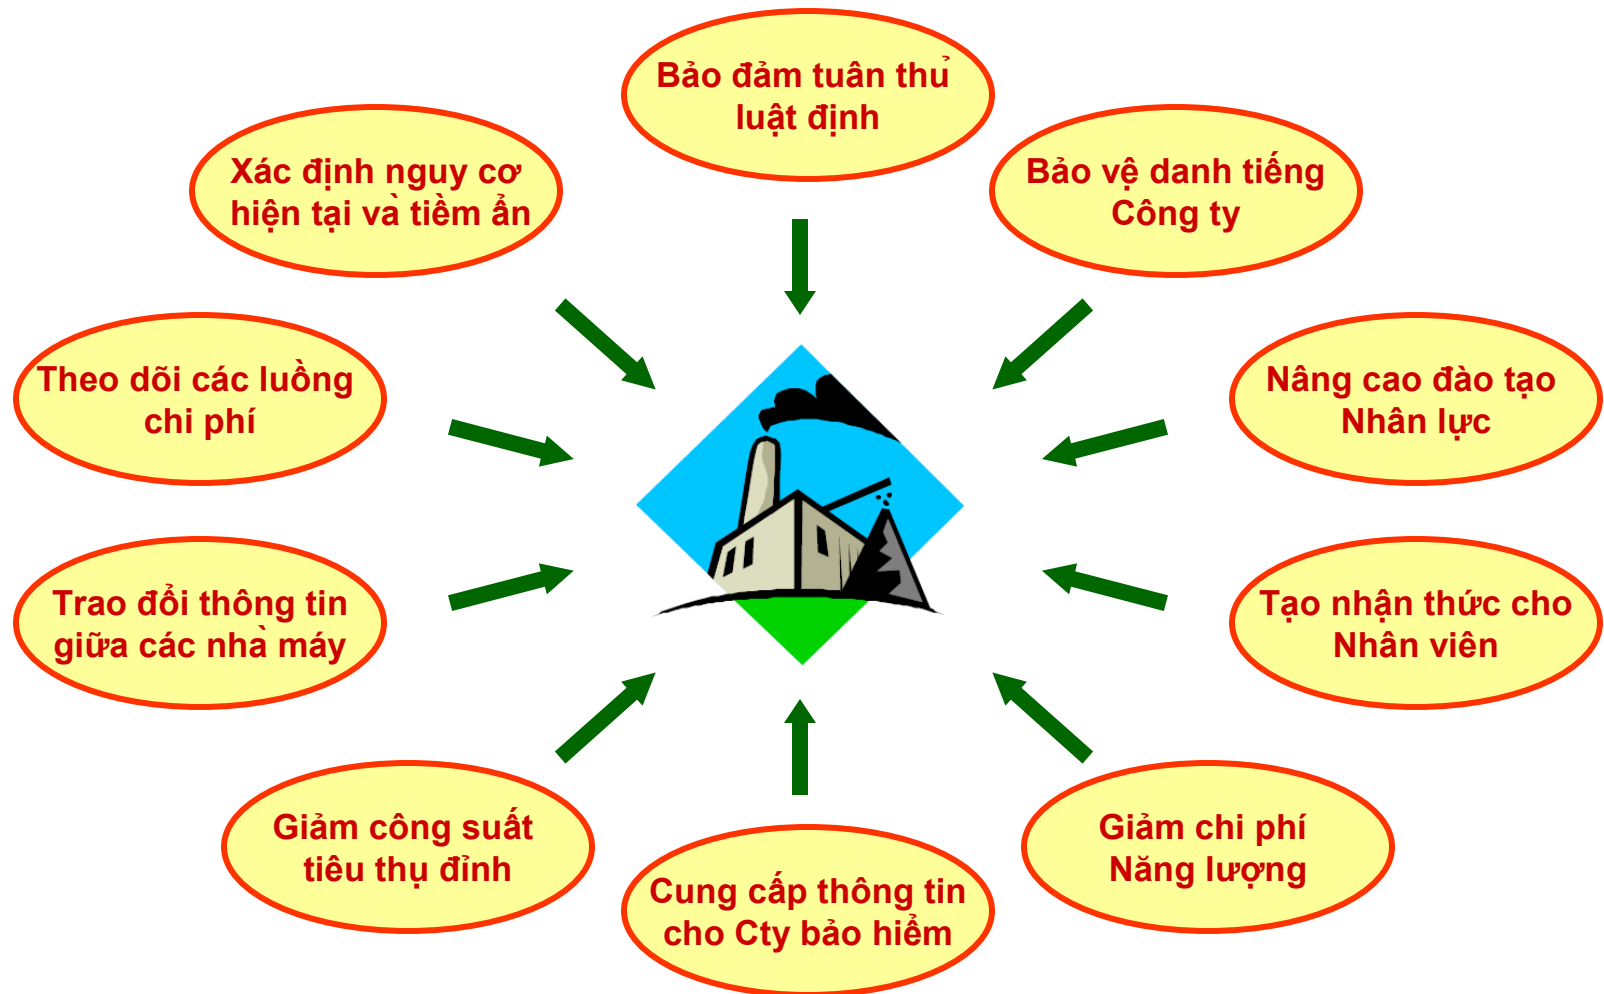 Bảo đảm tuân thủ
luật định
Xác định nguy cơ
hiện tại và tiềm ẩn
Bảo vệ danh tiếng
Công ty
Theo dõi các luồng
chi phí
Nâng cao đào tạo
Nhân lực
Trao đổi thông tin
giữa các nhà máy
Tạo nhận thức cho
Nhân viên
Giảm công suất
tiêu thụ đỉnh
Giảm chi phí
Năng lượng
Cung cấp thông tin
cho Cty bảo hiểm